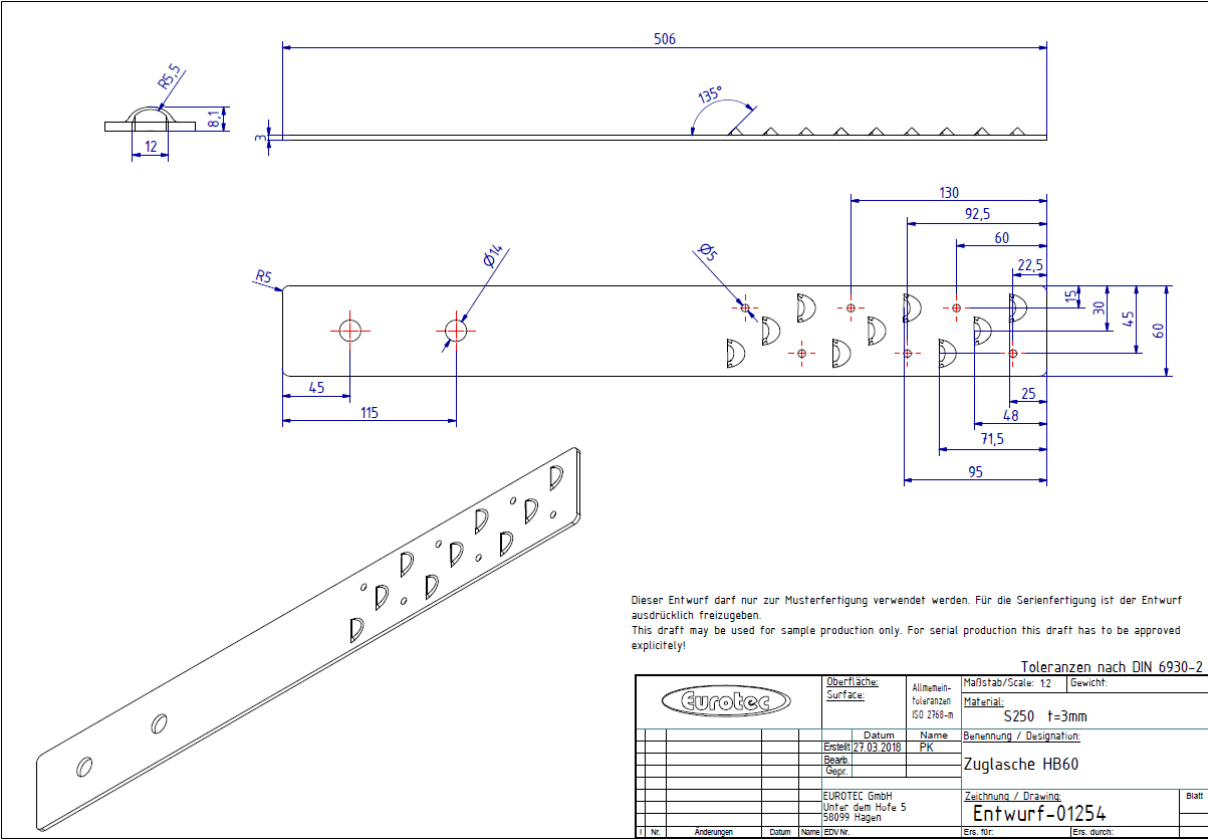 506
R5,5
135°
8,1
3
12
130
92,5
60
Ø14
Ø5
22,5
R5
15
30
45
60
45
25
115
48
71,5
95
Dieser Entwurf darf nur zur Musterfertigung verwendet werden. Für die Serienfertigung ist der Entwurf
ausdrücklich freizugeben.
This draft may be used for sample production only. For serial production this draft has to be approved
explicitely!
Toleranzen nach DIN 6930-2
Eurotec
Oberfläche:
Surface:
Allmemein-
toleranzen
ISO 2768-m
Maßstab/Scale: 1:2
Gewicht:
Material:
S250 t=3mm
Datum
Name
Benennung / Designation:
Erstellt
27.03.2018
PK
Bearb.
Gepr.
Zuglasche HB60
EUROTEC GmbH
Unter dem Hofe 5
58099 Hagen
Zeichnung / Drawing:
Blatt
Entwurf-01254
I
Nr.
Änderungen
Datum
Name
EDV Nr.
Ers. für:
Ers. durch: